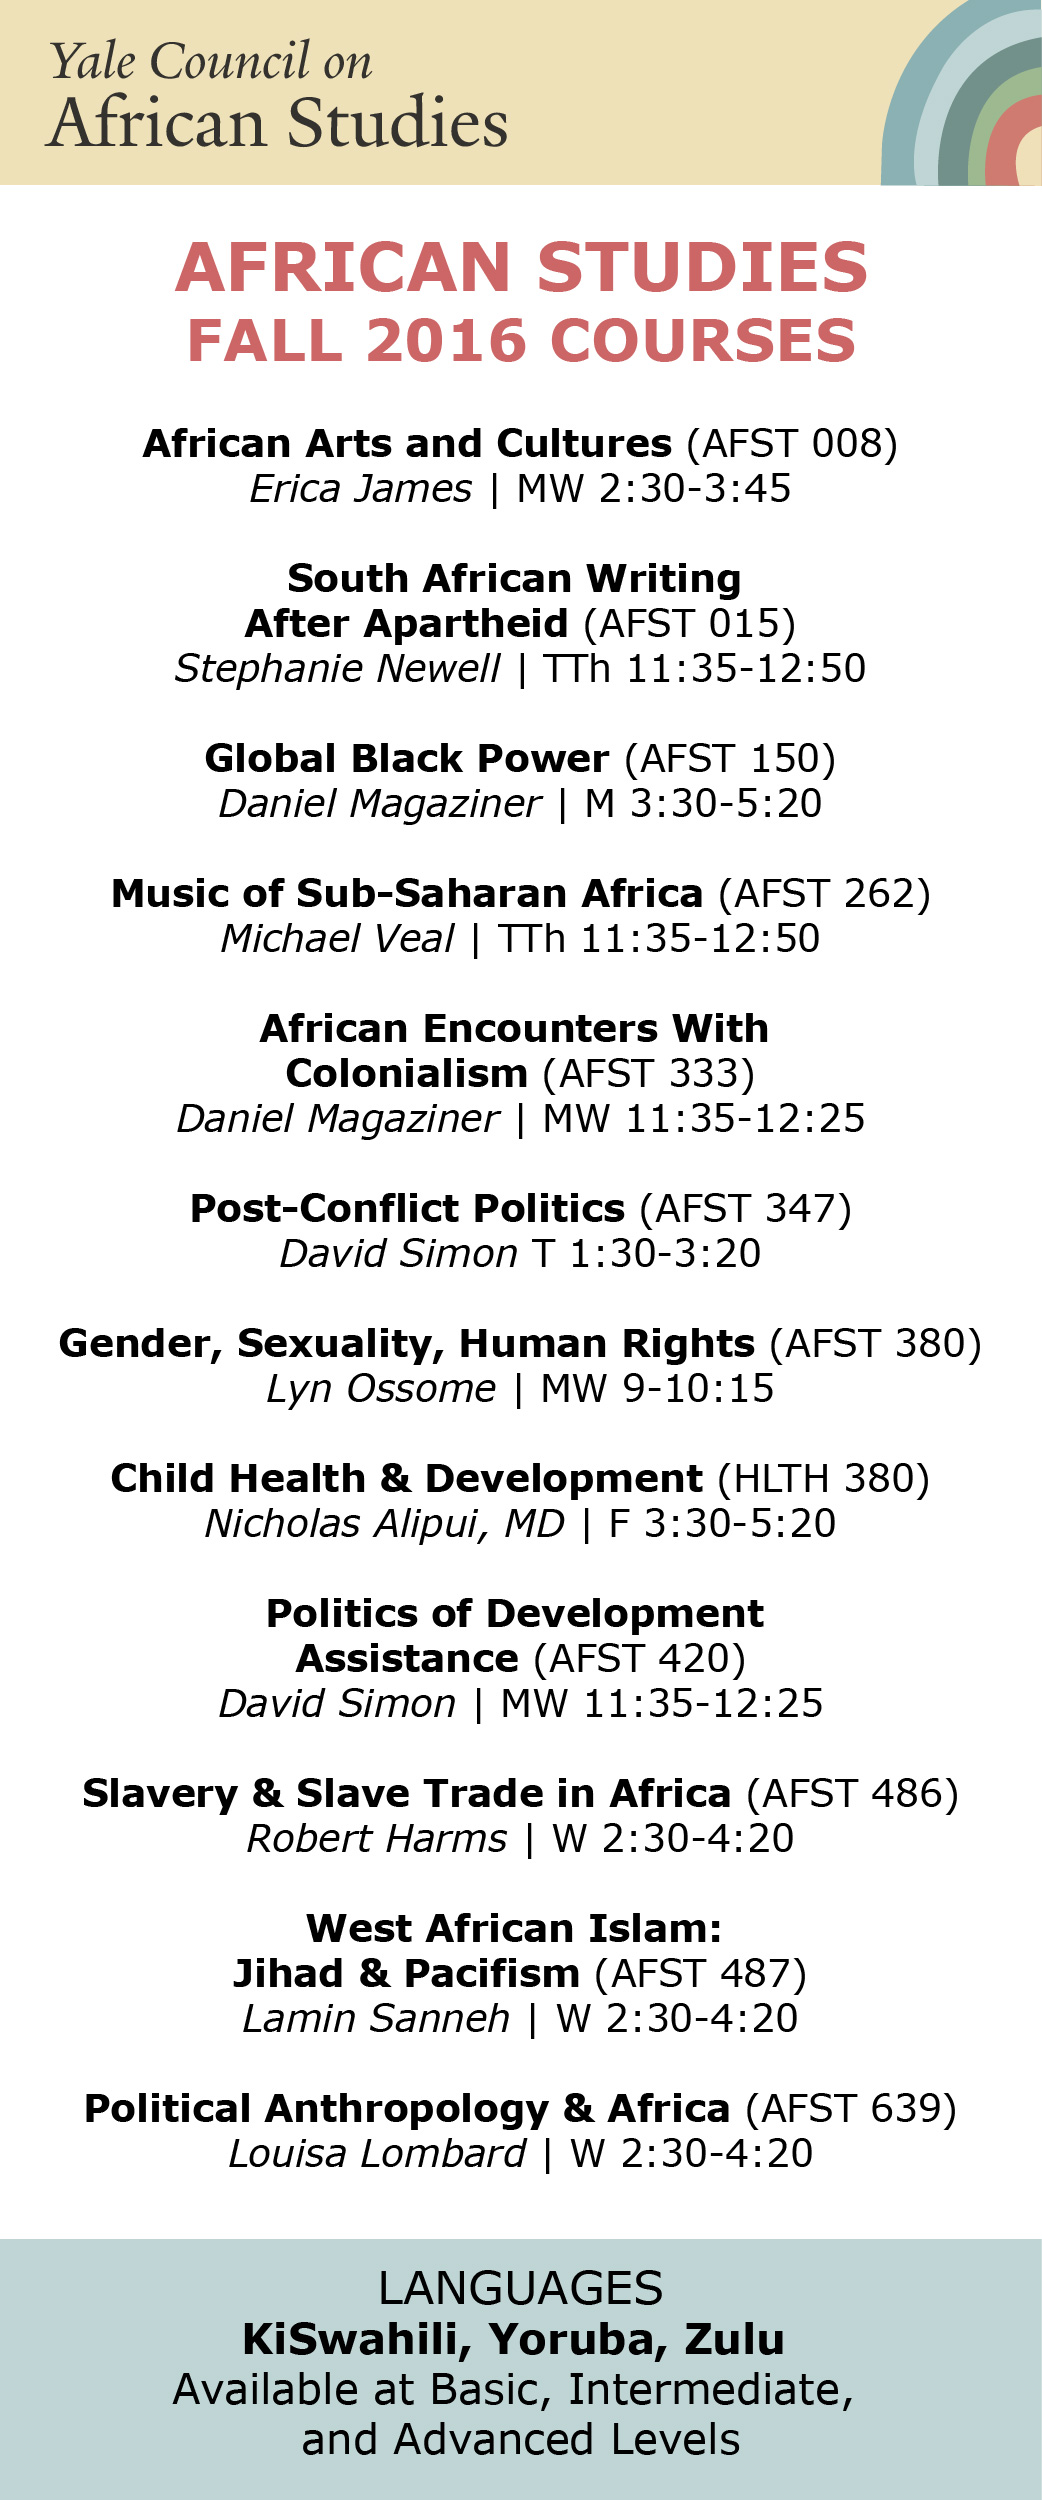 Yale Council on
African Studies
AFRICAN STUDIES
FALL 2016 COURSES
African Arts and Cultures (AFST 008)
Erica James | MW 2:30-3:45
South African Writing
After Apartheid (AFST 015)
Stephanie Newell | TTh 11:35-12:50
Global Black Power (AFST 150)
Daniel Magaziner | M 3:30-5:20
Music of Sub-Saharan Africa (AFST 262)
Michael Veal | TTh 11:35-12:50
African Encounters With
Colonialism (AFST 333)
Daniel Magaziner | MW 11:35-12:25
Post-Conflict Politics (AFST 347)
David Simon T 1:30-3:20
Gender, Sexuality, Human Rights (AFST 380)
Lyn Ossome | MW 9-10:15
Child Health & Development (HLTH 380)
Nicholas Alipui, MD | F 3:30-5:20
Politics of Development
Assistance (AFST 420)
David Simon | MW 11:35-12:25
Slavery & Slave Trade in Africa (AFST 486)
Robert Harms | W 2:30-4:20
West African Islam:
Jihad & Pacifism (AFST 487)
Lamin Sanneh | W 2:30-4:20
Political Anthropology & Africa (AFST 639)
Louisa Lombard | W 2:30-4:20
LANGUAGES
KiSwahili, Yoruba, Zulu
Available at Basic, Intermediate,
and Advanced Levels